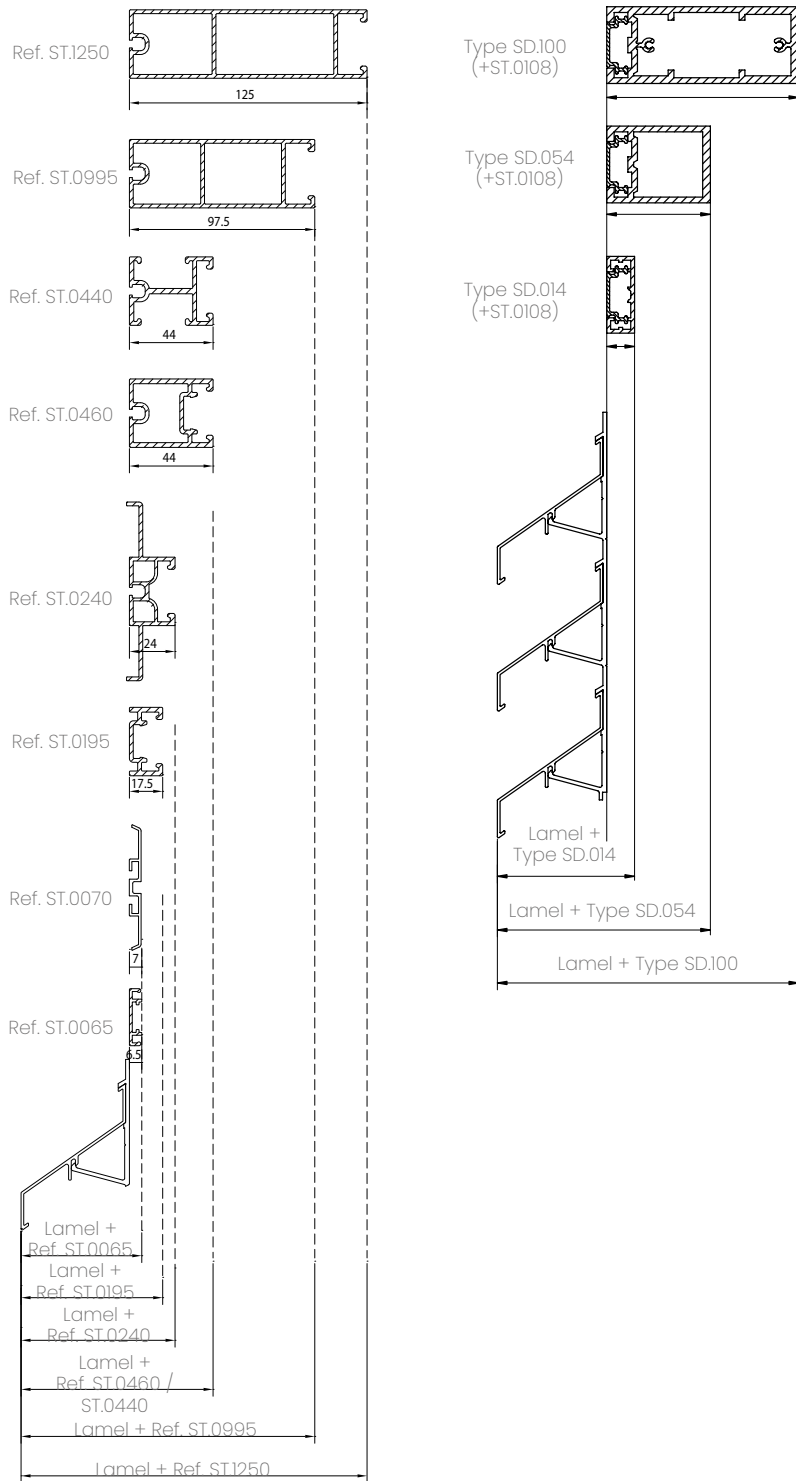 Ref. ST.1250
125
Ref. ST.0995
97.5
Ref. ST.0440
44
Ref. ST.0460
44
Ref. ST.0240
24
Ref. ST.0195
17.5
Ref. ST.0070
7
Ref. ST.0065
6.5
Lamel +
Ref. ST.0065
Lamel +
Ref. ST.0195
Lamel +
Ref. ST.0240
Lamel +
Ref. ST.0460 /
ST.0440
Lamel + Ref. ST.0995
Lamel + Ref. ST.1250
Type SD.100
(+ST.0108)
Type SD.054
(+ST.0108)
Type SD.014
(+ST.0108)
Lamel +
Type SD.014
Lamel + Type SD.054
Lamel + Type SD.100